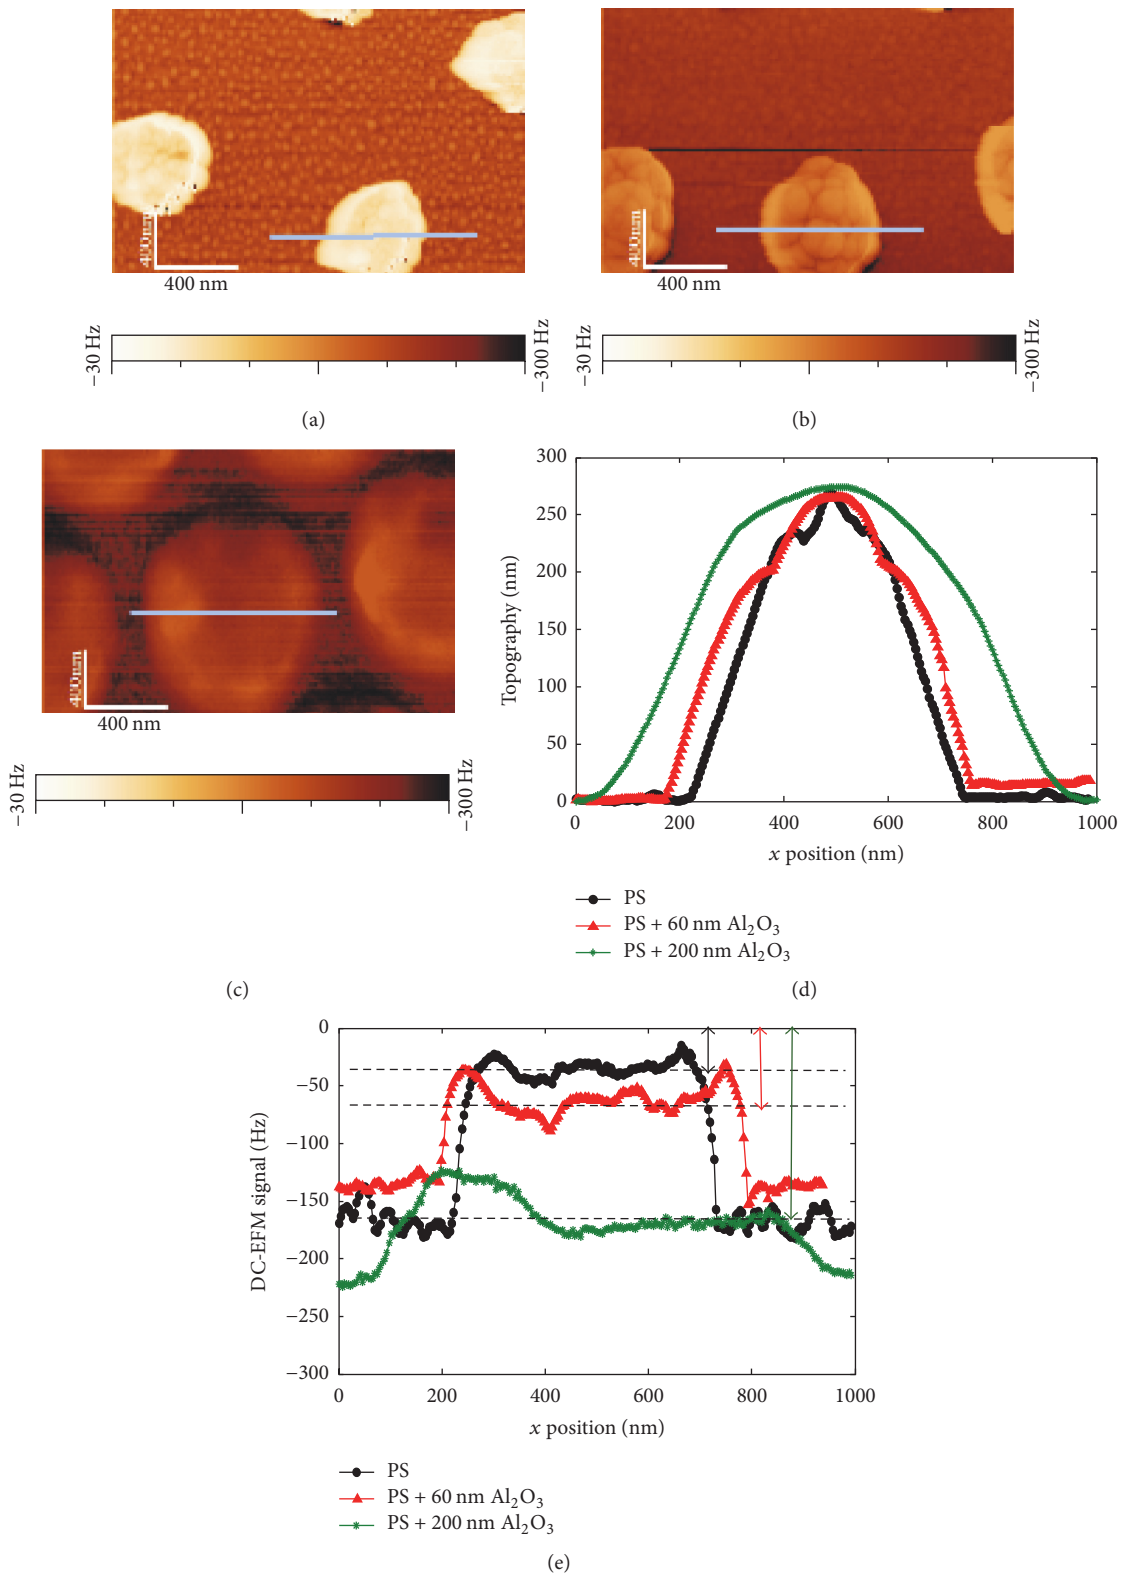 400nm
400 nm
400nm
400 nm
−30 Hz
−300 Hz
−30 Hz
−300 Hz
(a)
(b)
400nm
400 nm
−30 Hz
−300 Hz
(c)
300
250
200
150
100
50
0
Topography (nm)
0 200 400 600 800 1000
x position (nm)
PS
PS + 60 nm Al₂O₃
PS + 200 nm Al₂O₃
(d)
0
−50
−100
−150
−200
−250
−300
DC-EFM signal (Hz)
0 200 400 600 800 1000
x position (nm)
PS
PS + 60 nm Al₂O₃
PS + 200 nm Al₂O₃
(e)